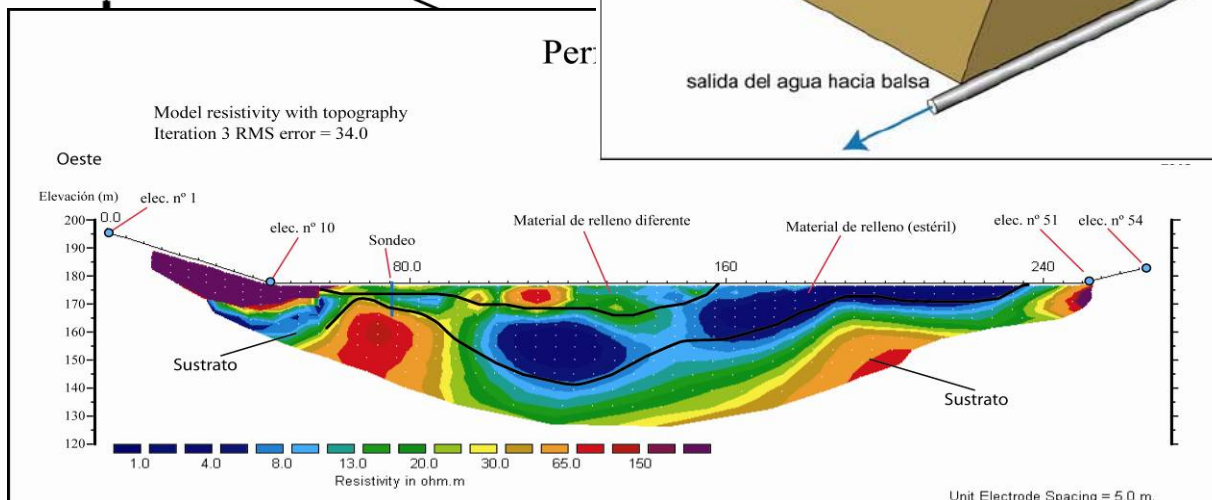 salida del agua hacia balsa
Model resistivity with topography
Iteration 3 RMS error = 34.0
Oeste
Elevación (m)
elec. nº 1
0.0
elec. nº 10
Sondeo
Material de relleno diferente
Material de relleno (estéril)
elec. nº 51
elec. nº 54
80.0
160
240
200
190
180
170
160
150
140
130
120
Sustrato
Sustrato
1.0 4.0 8.0 13.0 20.0 30.0 65.0 150
Resistivity in ohm.m
Unit Electrode Spacing = 5.0 m.